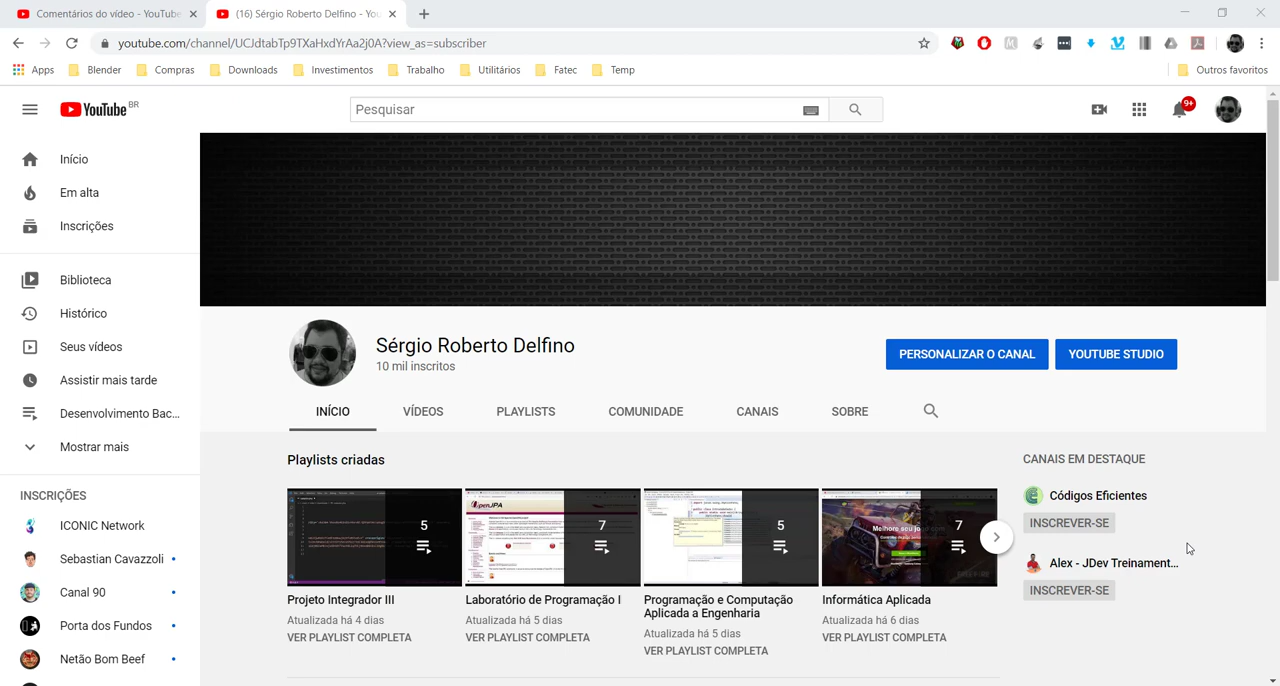 Comentários do vídeo - YouTube
(16) Sérgio Roberto Delfino - You
youtube.com/channel/UCJdtabTp9TXaHxdYrAa2j0A?view_as=subscriber
Apps
Blender
Compras
Downloads
Investimentos
Trabalho
Utilitários
Fatec
Temp
Outros favoritos
YouTube BR
Pesquisar
9+
Início
Em alta
Inscrições
Biblioteca
Histórico
Seus vídeos
Assistir mais tarde
Desenvolvimento Bac...
Mostrar mais
INSCRIÇÕES
ICONIC Network
Sebastian Cavazzoli
Canal 90
Porta dos Fundos
Netão Bom Beef
Sérgio Roberto Delfino
10 mil inscritos
PERSONALIZAR O CANAL
YOUTUBE STUDIO
INÍCIO
VÍDEOS
PLAYLISTS
COMUNIDADE
CANAIS
SOBRE
Playlists criadas
5
Projeto Integrador III
Atualizada há 4 dias
VER PLAYLIST COMPLETA
7
Laboratório de Programação I
Atualizada há 5 dias
VER PLAYLIST COMPLETA
5
Programação e Computação
Aplicada a Engenharia
Atualizada há 5 dias
VER PLAYLIST COMPLETA
7
Informática Aplicada
Atualizada há 6 dias
VER PLAYLIST COMPLETA
CANAIS EM DESTAQUE
Códigos Eficientes
INSCREVER-SE
Alex - JDev Treinament...
INSCREVER-SE